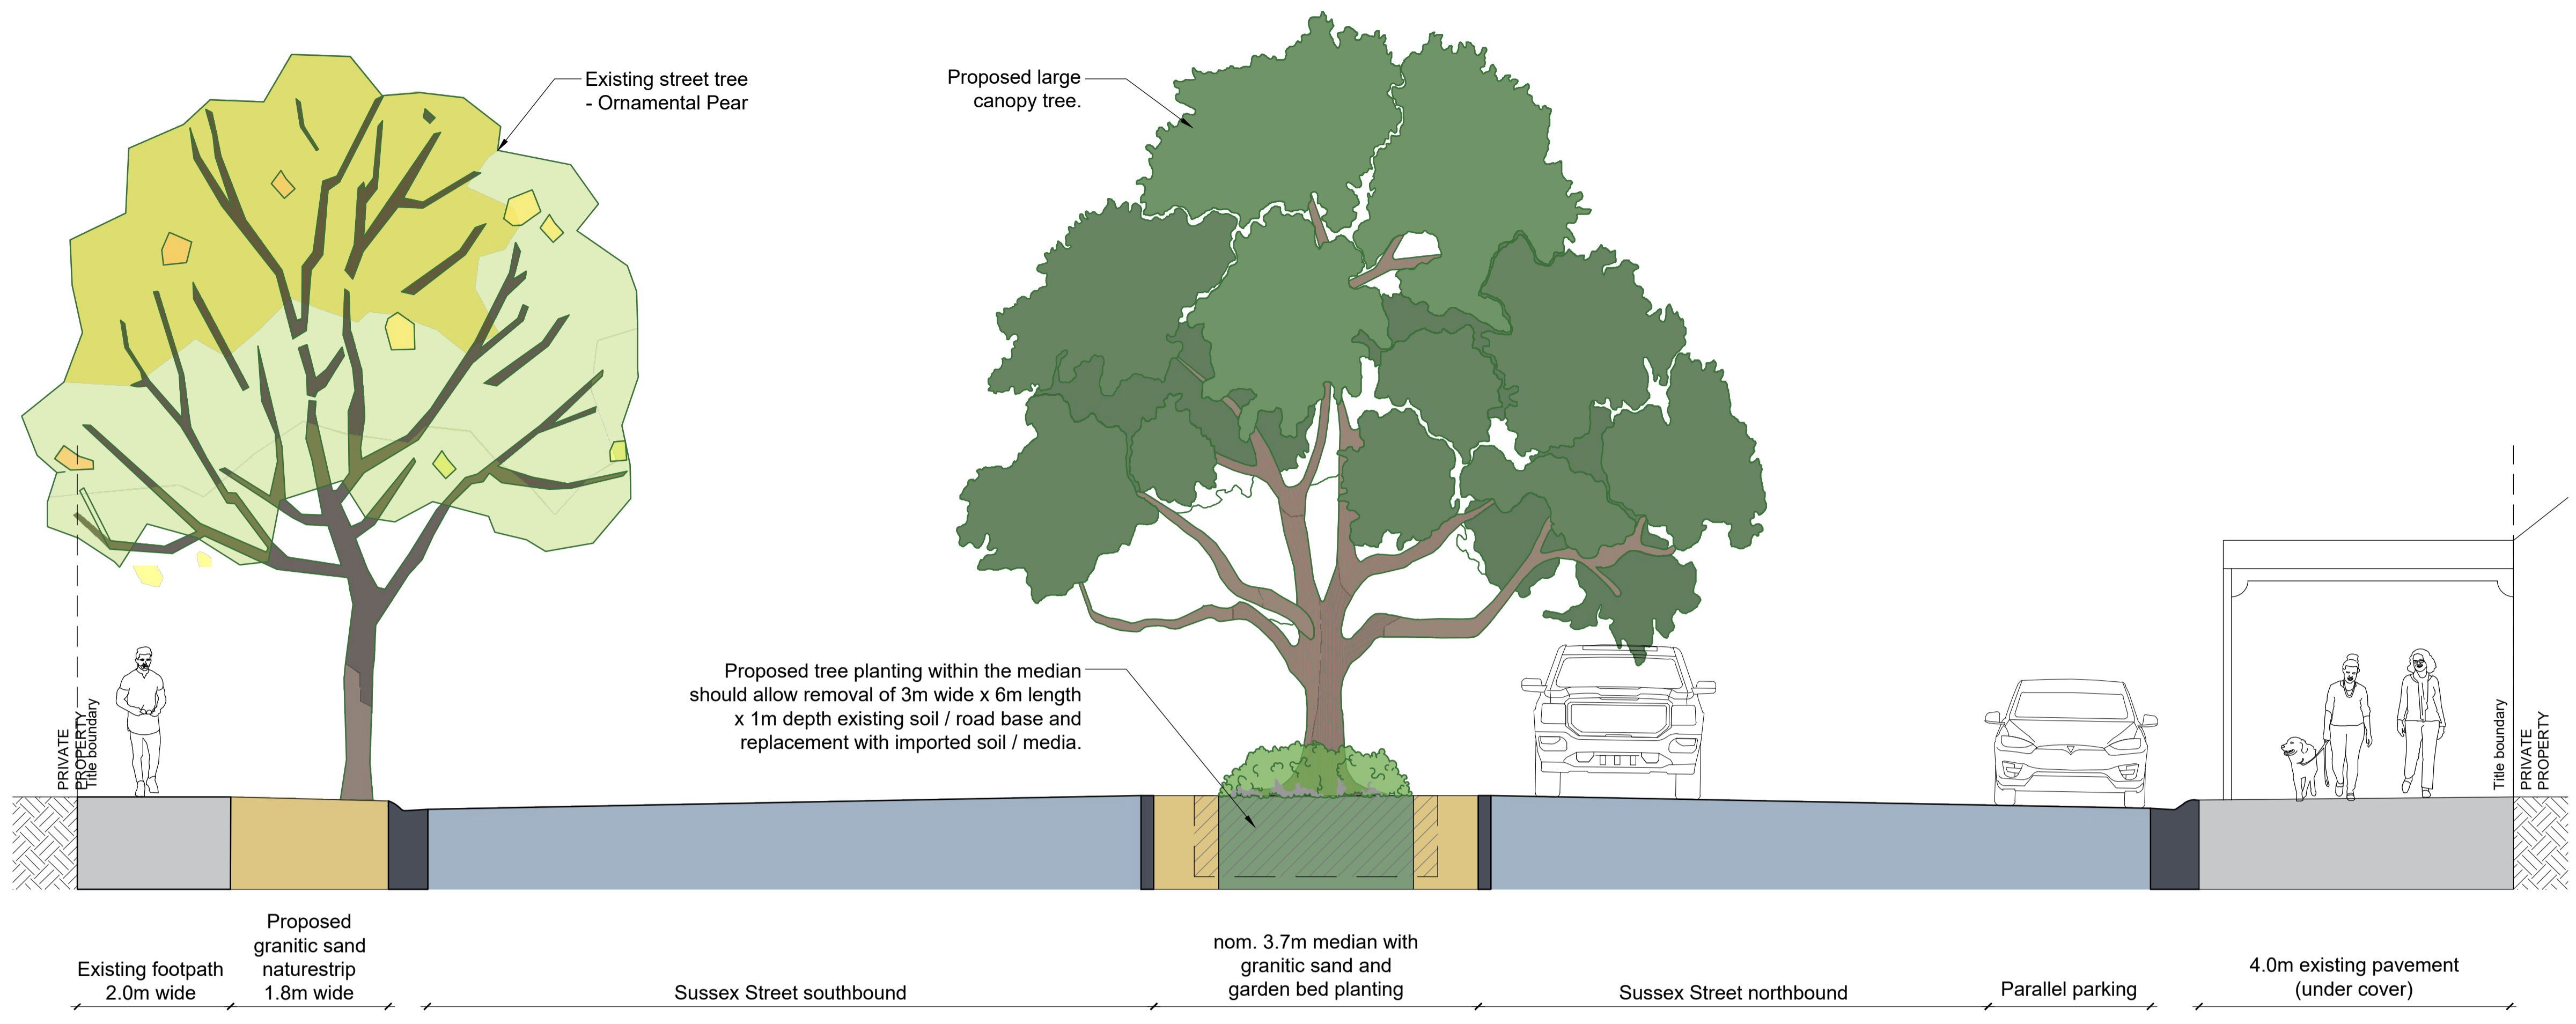 Existing street tree
- Ornamental Pear
Proposed large
canopy tree.
Proposed tree planting within the median
should allow removal of 3m wide x 6m length
x 1m depth existing soil / road base and
replacement with imported soil / media.
PRIVATE
PROPERTY
Title boundary
Title boundary
PRIVATE
PROPERTY
Existing footpath
2.0m wide
Proposed
granitic sand
naturestrip
1.8m wide
Sussex Street southbound
nom. 3.7m median with
granitic sand and
garden bed planting
Sussex Street northbound
Parallel parking
4.0m existing pavement
(under cover)